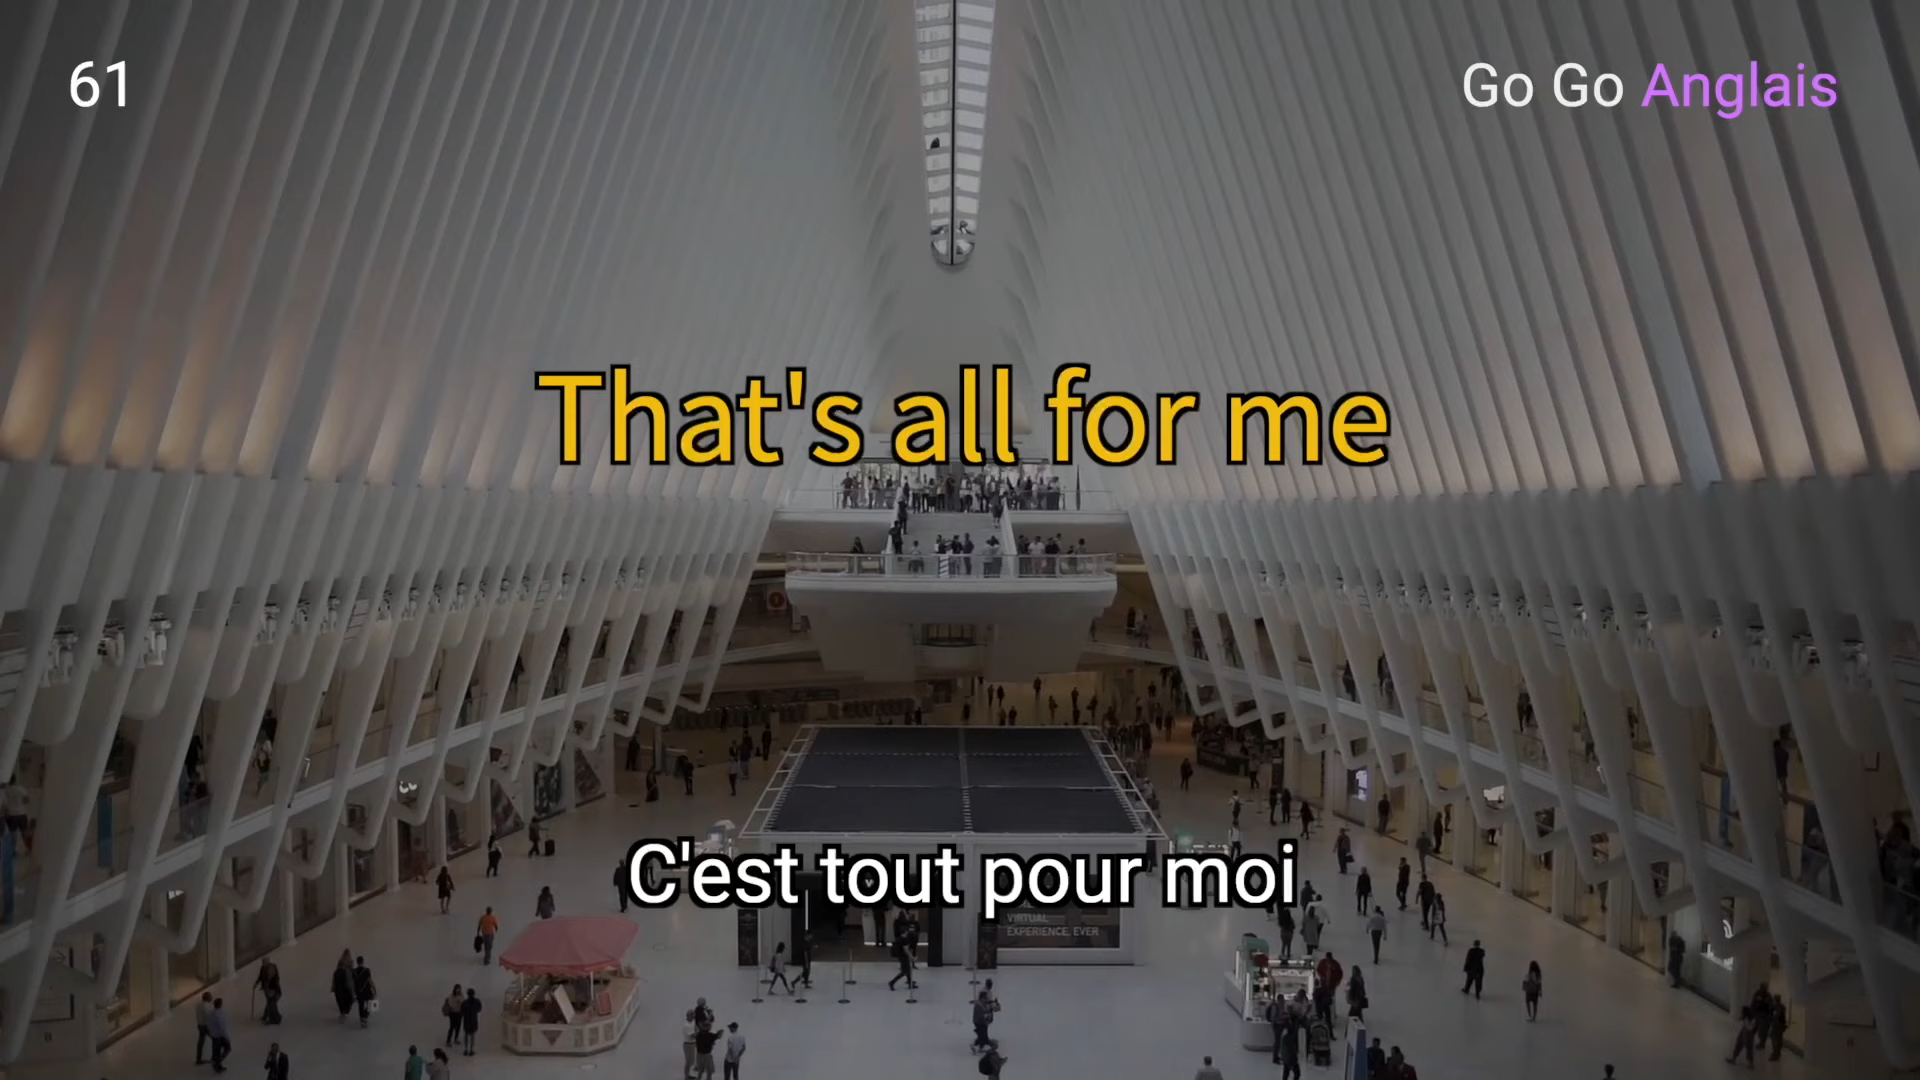 61
Go Go Anglais
That's all for me
C'est tout pour moi
VIRTUAL
EXPERIENCE, EVER